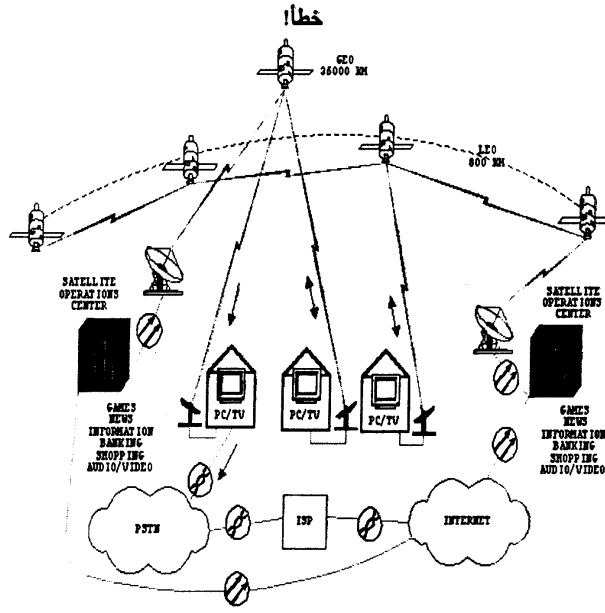 خطأ!
GEO
36000 KM
LEO
800 KM
SATELLITE
OPERATIONS
CENTER
SATELLITE
OPERATIONS
CENTER
PC/TV
PC/TV
PC/TV
GAMES
NEWS
INFORMATION
BANKING
SHOPPING
AUDIO/VIDEO
GAMES
NEWS
INFORMATION
BANKING
SHOPPING
AUDIO/VIDEO
PSTN
ISP
INTERNET